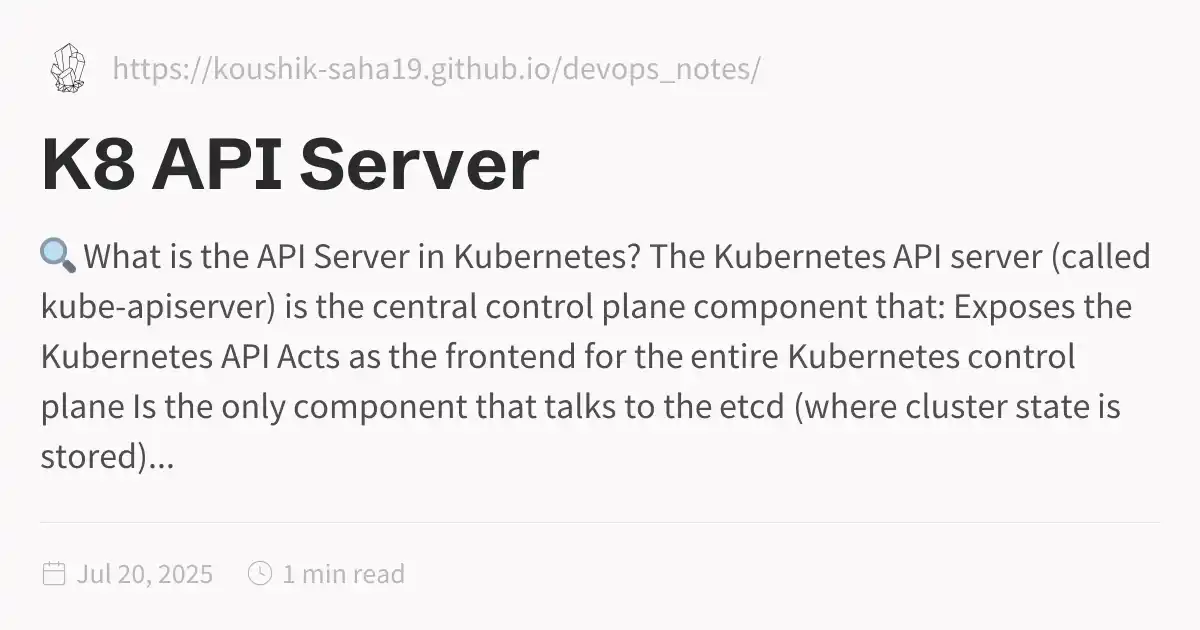 https://koushik-saha19.github.io/devops_notes/
K8 API Server
🔍 What is the API Server in Kubernetes? The Kubernetes API server (called
kube-apiserver) is the central control plane component that: Exposes the
Kubernetes API Acts as the frontend for the entire Kubernetes control
plane Is the only component that talks to the etcd (where cluster state is
stored)...
Jul 20, 2025 1 min read